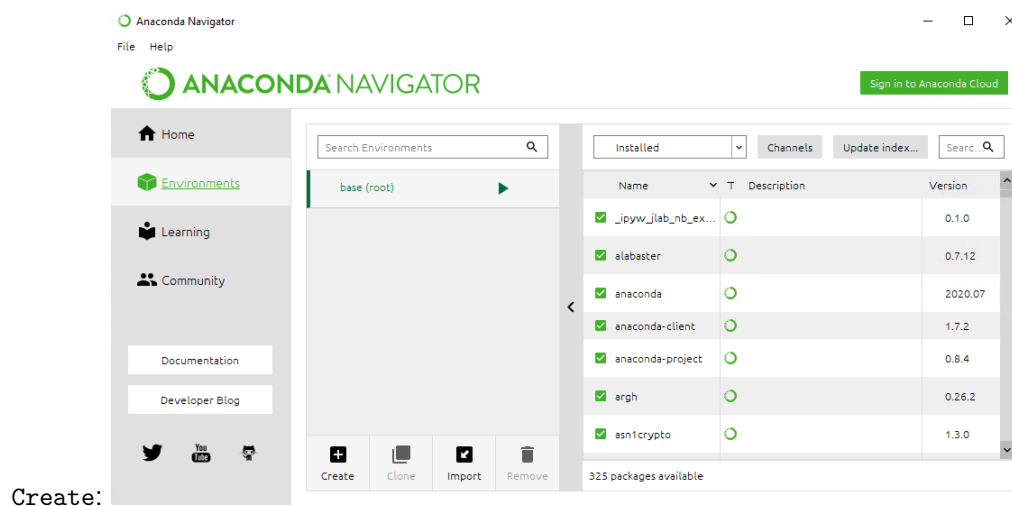 Anaconda Navigator
File Help
ANACONDA NAVIGATOR
Sign in to Anaconda Cloud
Home
Environments
Learning
Community
Documentation
Developer Blog
You
Tube
Search Environments
base (root)
Create Clone Import Remove
Installed Channels Update index... Searc...
Name T Description Version
_ipyw_jlab_nb_ex... 0.1.0
alabaster 0.7.12
anaconda 2020.07
anaconda-client 1.7.2
anaconda-project 0.8.4
argh 0.26.2
asn1crypto 1.3.0
325 packages available
Create: